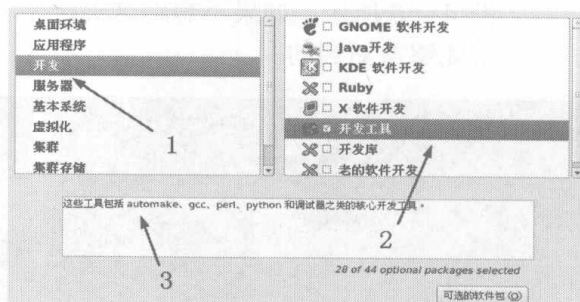 桌面环境
应用程序
开发
服务器
基本系统
虚拟化
集群
集群存储
1
GNOME 软件开发
Java开发
KDE 软件开发
Ruby
X 软件开发
开发工具
开发库
老的软件开发
2
这些工具包括 automake、gcc、perl、python 和调试器之类的核心开发工具。
3
28 of 44 optional packages selected
可选的软件包(O)